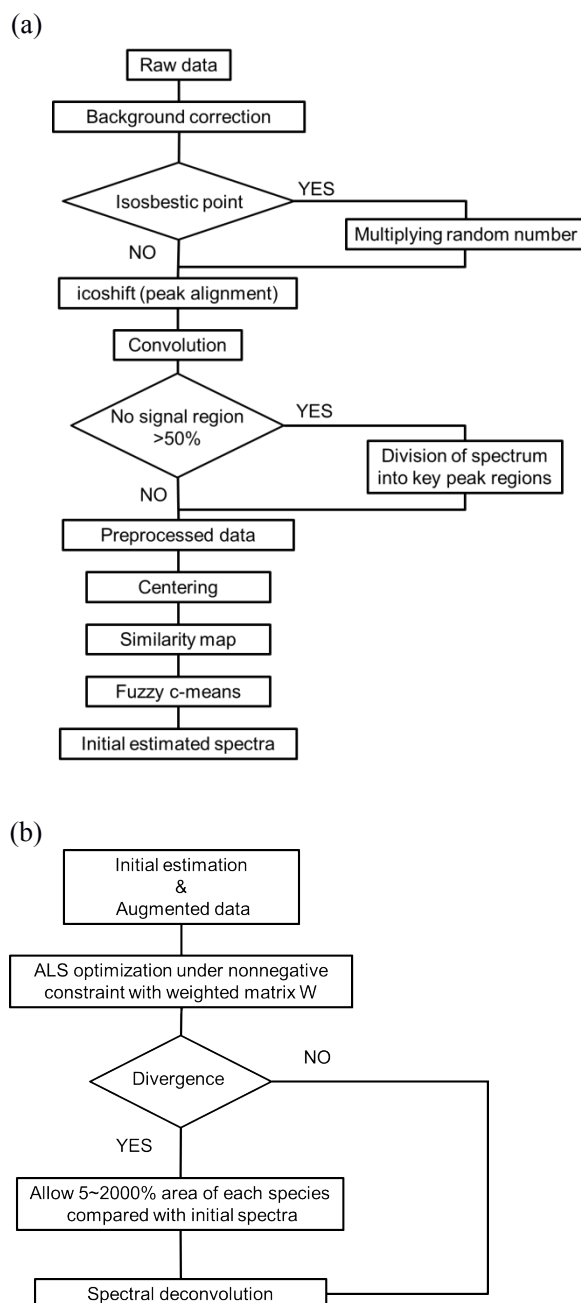 (a)
Raw data
Background correction
Isosbestic point
YES
Multiplying random number
NO
icoshift (peak alignment)
Convolution
No signal region
>50%
YES
Division of spectrum
into key peak regions
NO
Preprocessed data
Centering
Similarity map
Fuzzy c-means
Initial estimated spectra
(b)
Initial estimation
&
Augmented data
ALS optimization under nonnegative
constraint with weighted matrix W
Divergence
NO
YES
Allow 5~2000% area of each species
compared with initial spectra
Spectral deconvolution